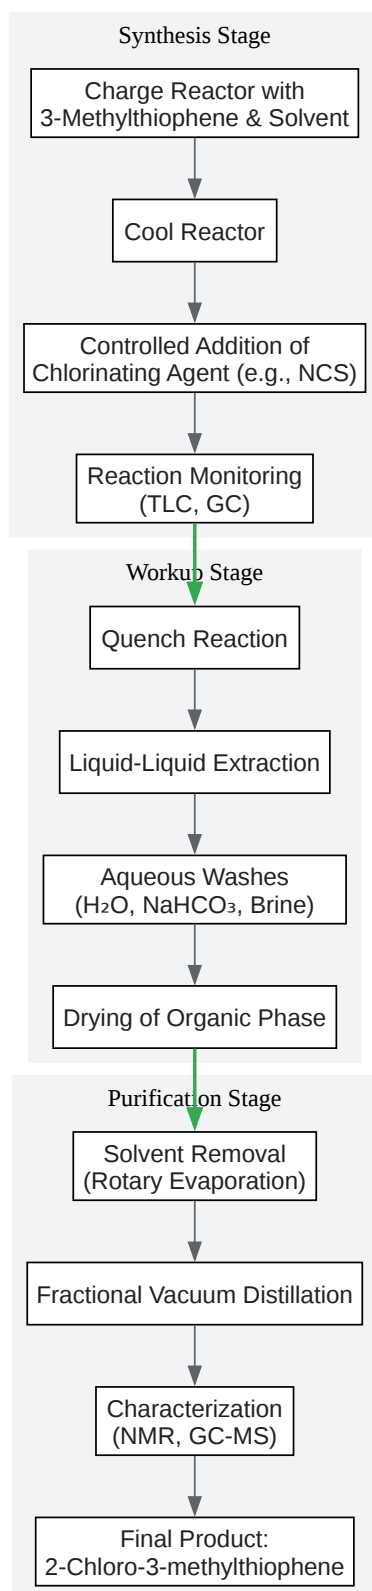 Synthesis Stage
Charge Reactor with
3-Methylthiophene & Solvent
Cool Reactor
Controlled Addition of
Chlorinating Agent (e.g., NCS)
Reaction Monitoring
(TLC, GC)
Workup Stage
Quench Reaction
Liquid-Liquid Extraction
Aqueous Washes
(H₂O, NaHCO₃, Brine)
Drying of Organic Phase
Purification Stage
Solvent Removal
(Rotary Evaporation)
Fractional Vacuum Distillation
Characterization
(NMR, GC-MS)
Final Product:
2-Chloro-3-methylthiophene